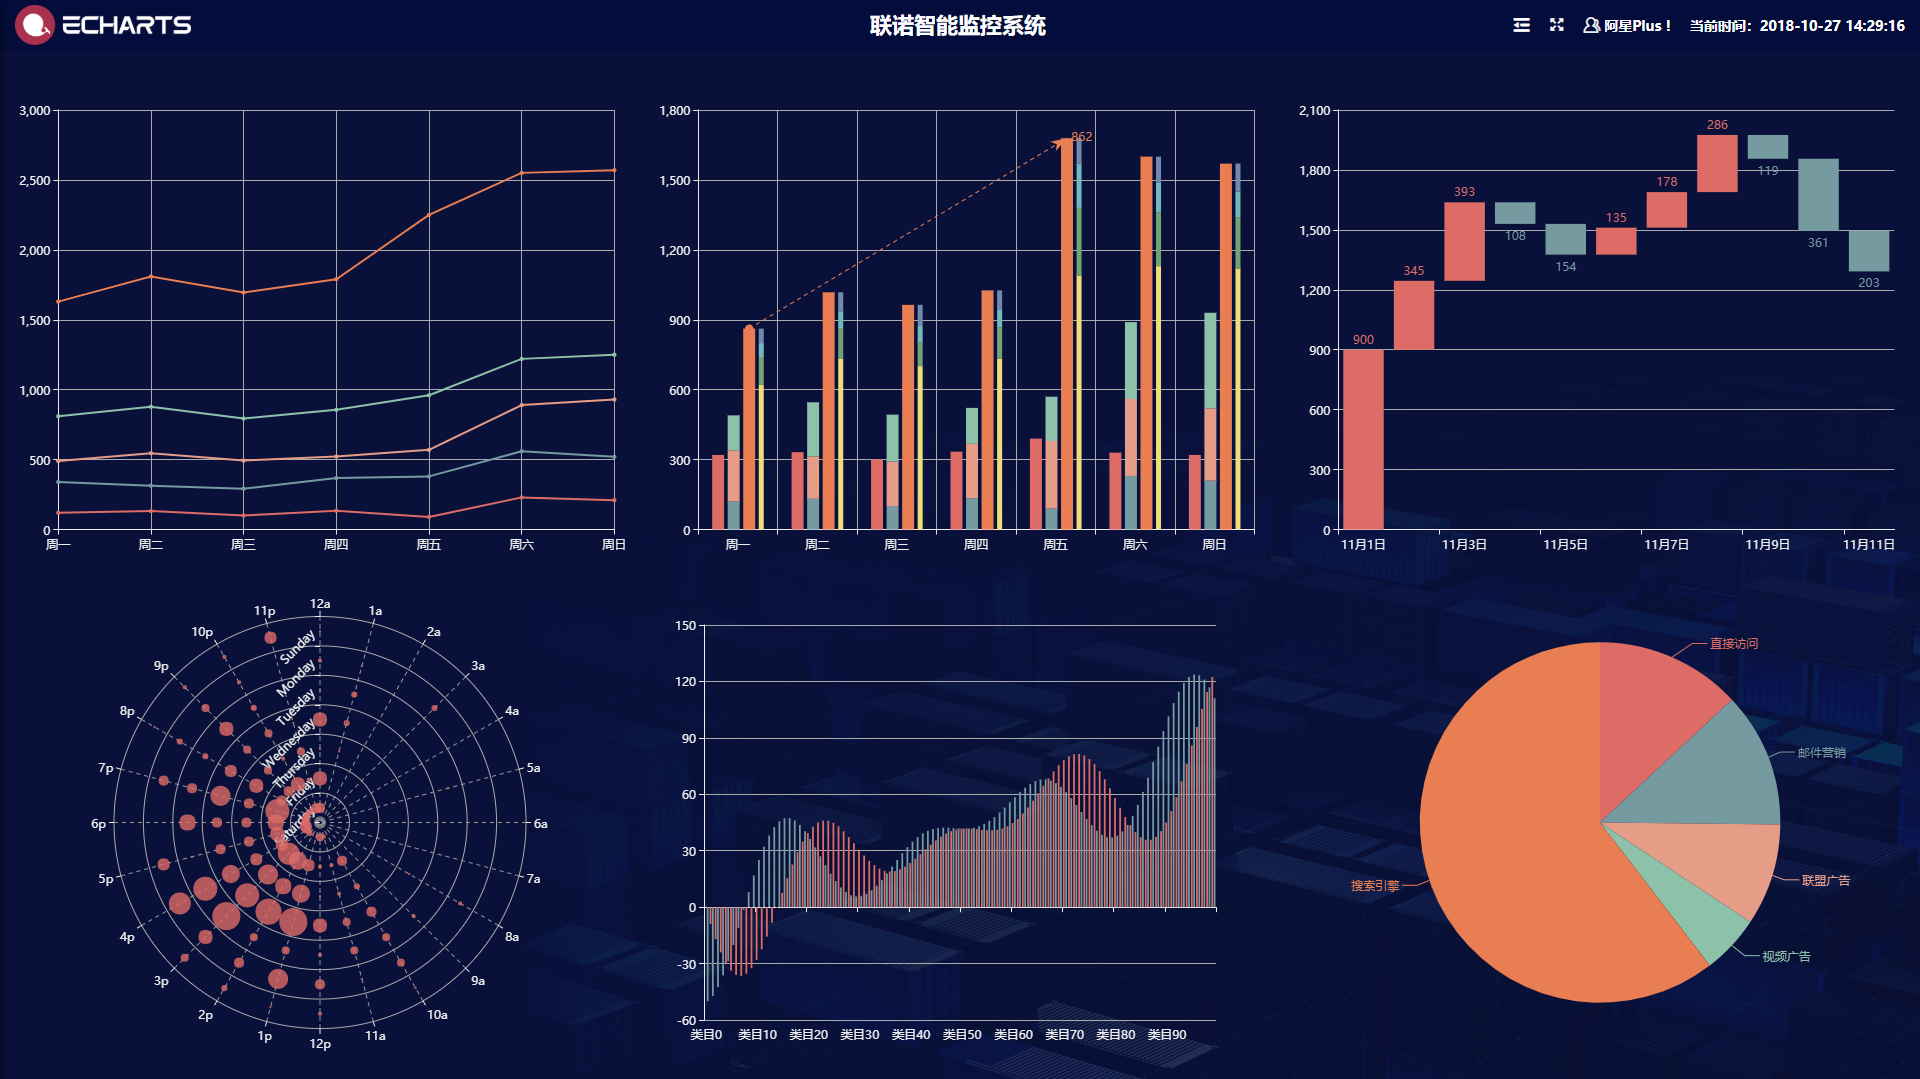 ECHARTS
联诺智能监控系统
阿星Plus！ 当前时间：2018-10-27 14:29:16
3,000
2,500
2,000
1,500
1,000
500
0
周一 周二 周三 周四 周五 周六 周日
1,800
1,500
1,200
900
600
300
0
862
周一 周二 周三 周四 周五 周六 周日
2,100
1,800
1,500
1,200
900
600
300
0
900
345
393
108
154
135
178
286
119
361
203
11月1日 11月3日 11月5日 11月7日 11月9日 11月11日
12a
1a
2a
3a
4a
5a
6a
7a
8a
9a
10a
11a
12p
1p
2p
3p
4p
5p
6p
7p
8p
9p
10p
11p
Sunday
Monday
Tuesday
Wednesday
Thursday
Friday
Saturday
150
120
90
60
30
0
-30
-60
类目0 类目10 类目20 类目30 类目40 类目50 类目60 类目70 类目80 类目90
直接访问
邮件营销
联盟广告
视频广告
搜索引擎